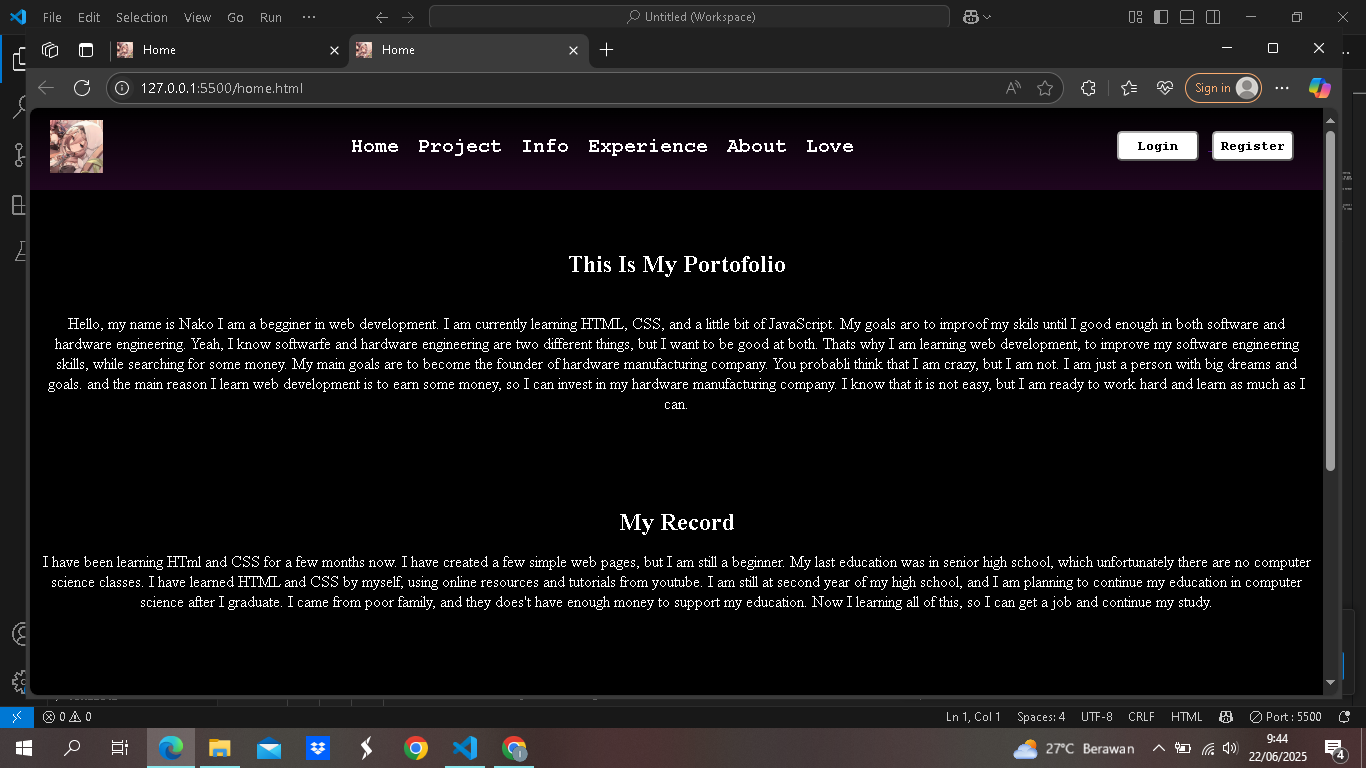 File Edit Selection View Go Run ··· Untitled (Workspace)
Home Home
127.0.0.1:5500/home.html Sign in
Home Project Info Experience About Love Login Register
This Is My Portofolio
Hello, my name is Nako I am a begginer in web development. I am currently learning HTML, CSS, and a little bit of JavaScript. My goals aro to improof my skils until I good enough in both software and
hardware engineering. Yeah, I know softwarfe and hardware engineering are two different things, but I want to be good at both. Thats why I am learning web development, to improve my software engineering
skills, while searching for some money. My main goals are to become the founder of hardware manufacturing company. You probabli think that I am crazy, but I am not. I am just a person with big dreams and
goals. and the main reason I learn web development is to earn some money, so I can invest in my hardware manufacturing company. I know that it is not easy, but I am ready to work hard and learn as much as I
can.
My Record
I have been learning HTml and CSS for a few months now. I have created a few simple web pages, but I am still a beginner. My last education was in senior high school, which unfortunately there are no computer
science classes. I have learned HTML and CSS by myself, using online resources and tutorials from youtube. I am still at second year of my high school, and I am planning to continue my education in computer
science after I graduate. I came from poor family, and they does't have enough money to support my education. Now I learning all of this, so I can get a job and continue my study.
0 0 Ln 1, Col 1 Spaces: 4 UTF-8 CRLF HTML Port : 5500
27°C Berawan 9:44
22/06/2025 4